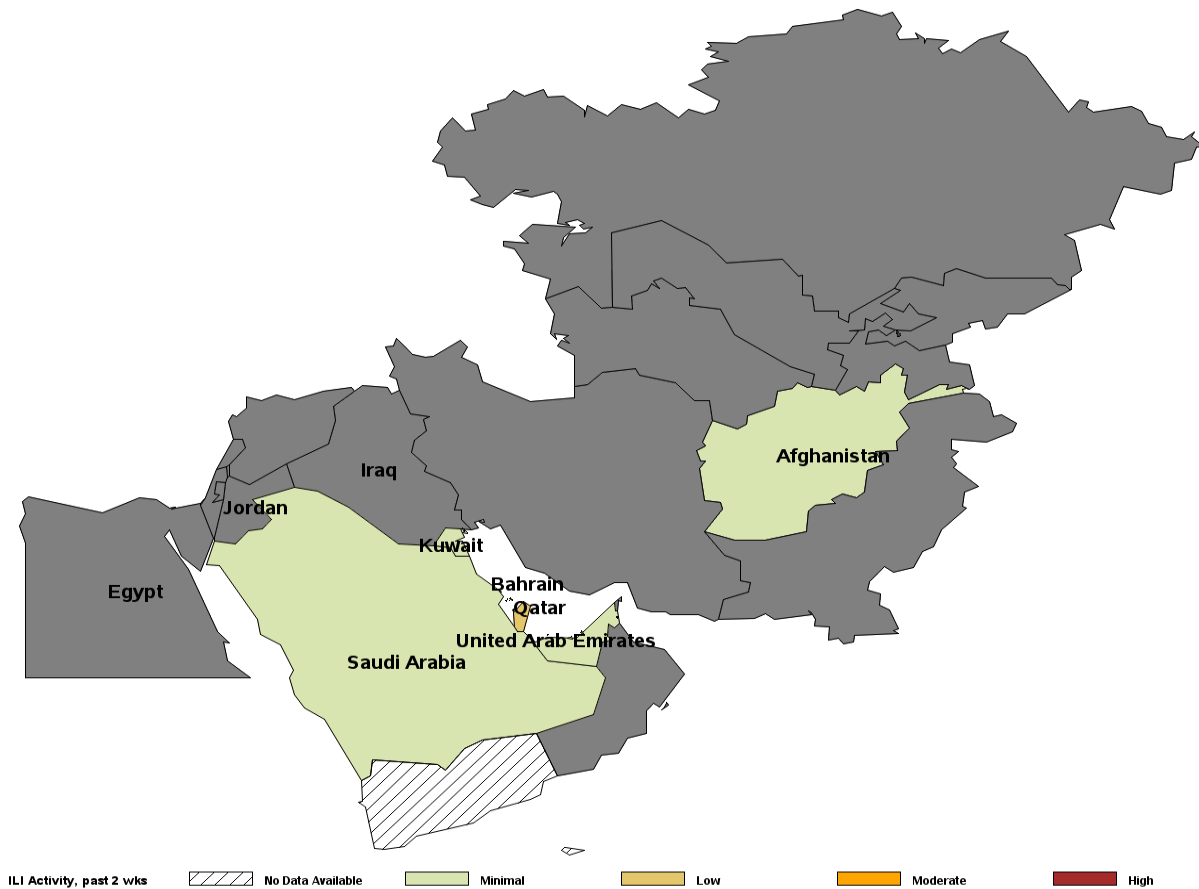 Afghanistan
Iraq
Jordan
Kuwait
Bahrain
Egypt
Qatar
United Arab Emirates
Saudi Arabia
ILI Activity, past 2 wks No Data Available Minimal Low Moderate High